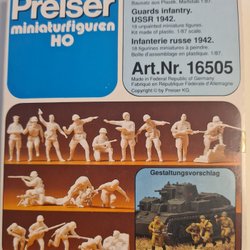 Preiser
miniaturfiguren
HO
Bausatz aus Plastik. Maßstab 1:87.
Guards infantry.
USSR 1942.
18 unpainted miniature figures.
Kit made of plastic. 1/87 scale.
Infanterie russe 1942.
18 figurines miniatures à peindre.
Boîte d'assemblage en plastique. 1/87.
Art.Nr. 16505
Made in Federal Republic of Germany
Fabriqué en République Fédérale d'Allemagne
Copyright © by Preiser KG
Gestaltungsvorschlag